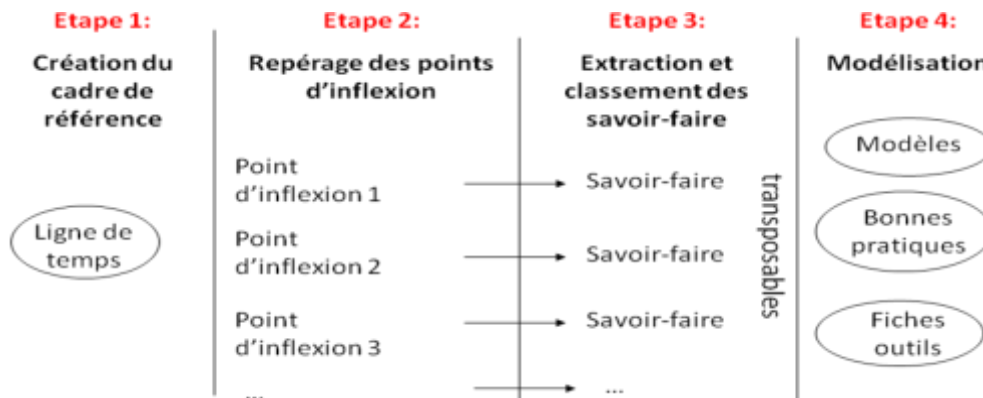 Etape 1:
Création du
cadre de
référence
Ligne de
temps
Etape 2:
Repérage des points
d'inflexion
Point
d'inflexion 1
Point
d'inflexion 2
Point
d'inflexion 3
...
Etape 3:
Extraction et
classement des
savoir-faire
Savoir-faire
Savoir-faire
Savoir-faire
...
transposables
Etape 4:
Modélisation
Modèles
Bonnes
pratiques
Fiches
outils